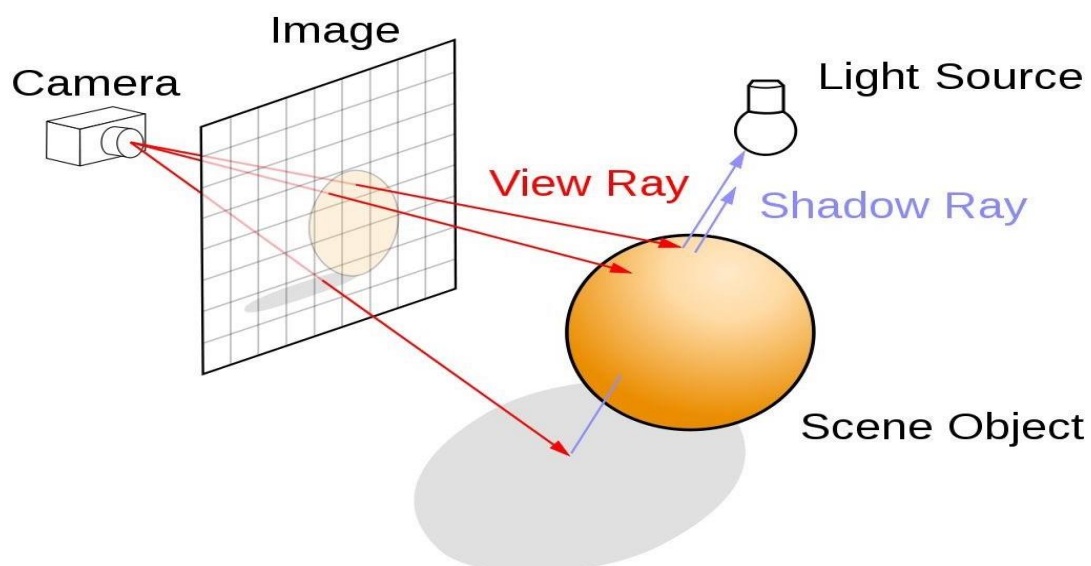 Image
Camera
Light Source
View Ray
Shadow Ray
Scene Object